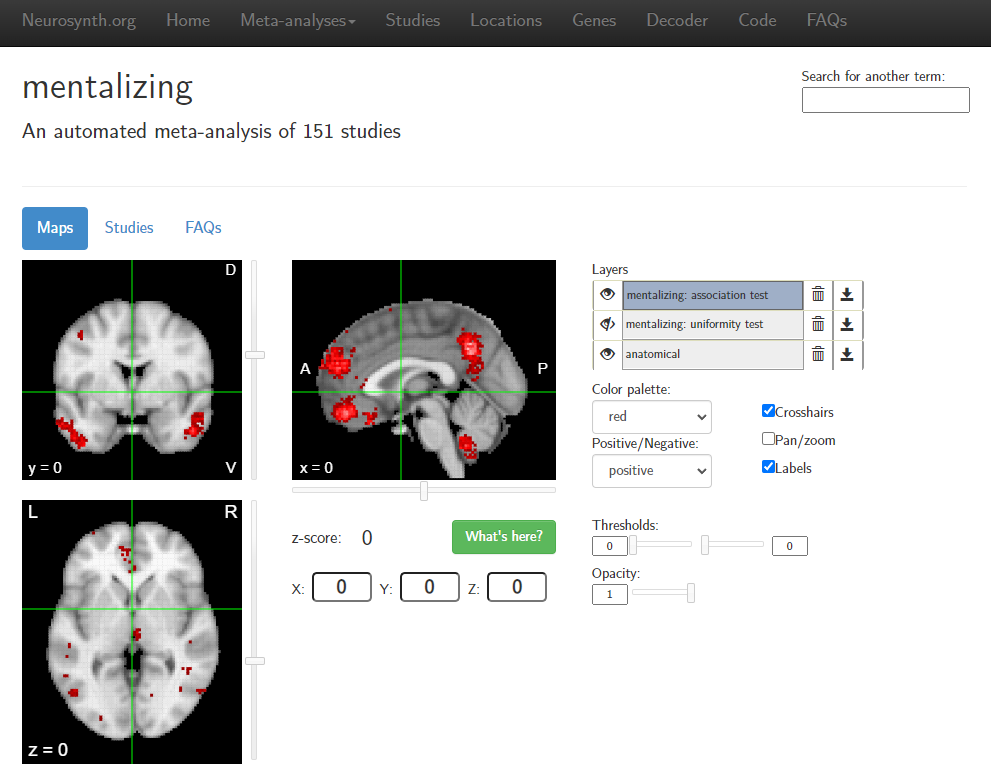 Neurosynth.org Home Meta-analyses Studies Locations Genes Decoder Code FAQs
mentalizing
Search for another term:
An automated meta-analysis of 151 studies
Maps Studies FAQs
D
y = 0
V
A
P
x = 0
L
R
z = 0
z-score: 0
What's here?
X: 0 Y: 0 Z: 0
Layers
mentalizing: association test
mentalizing: uniformity test
anatomical
Color palette:
red
Positive/Negative:
positive
Crosshairs
Pan/zoom
Labels
Thresholds:
0 0
Opacity:
1